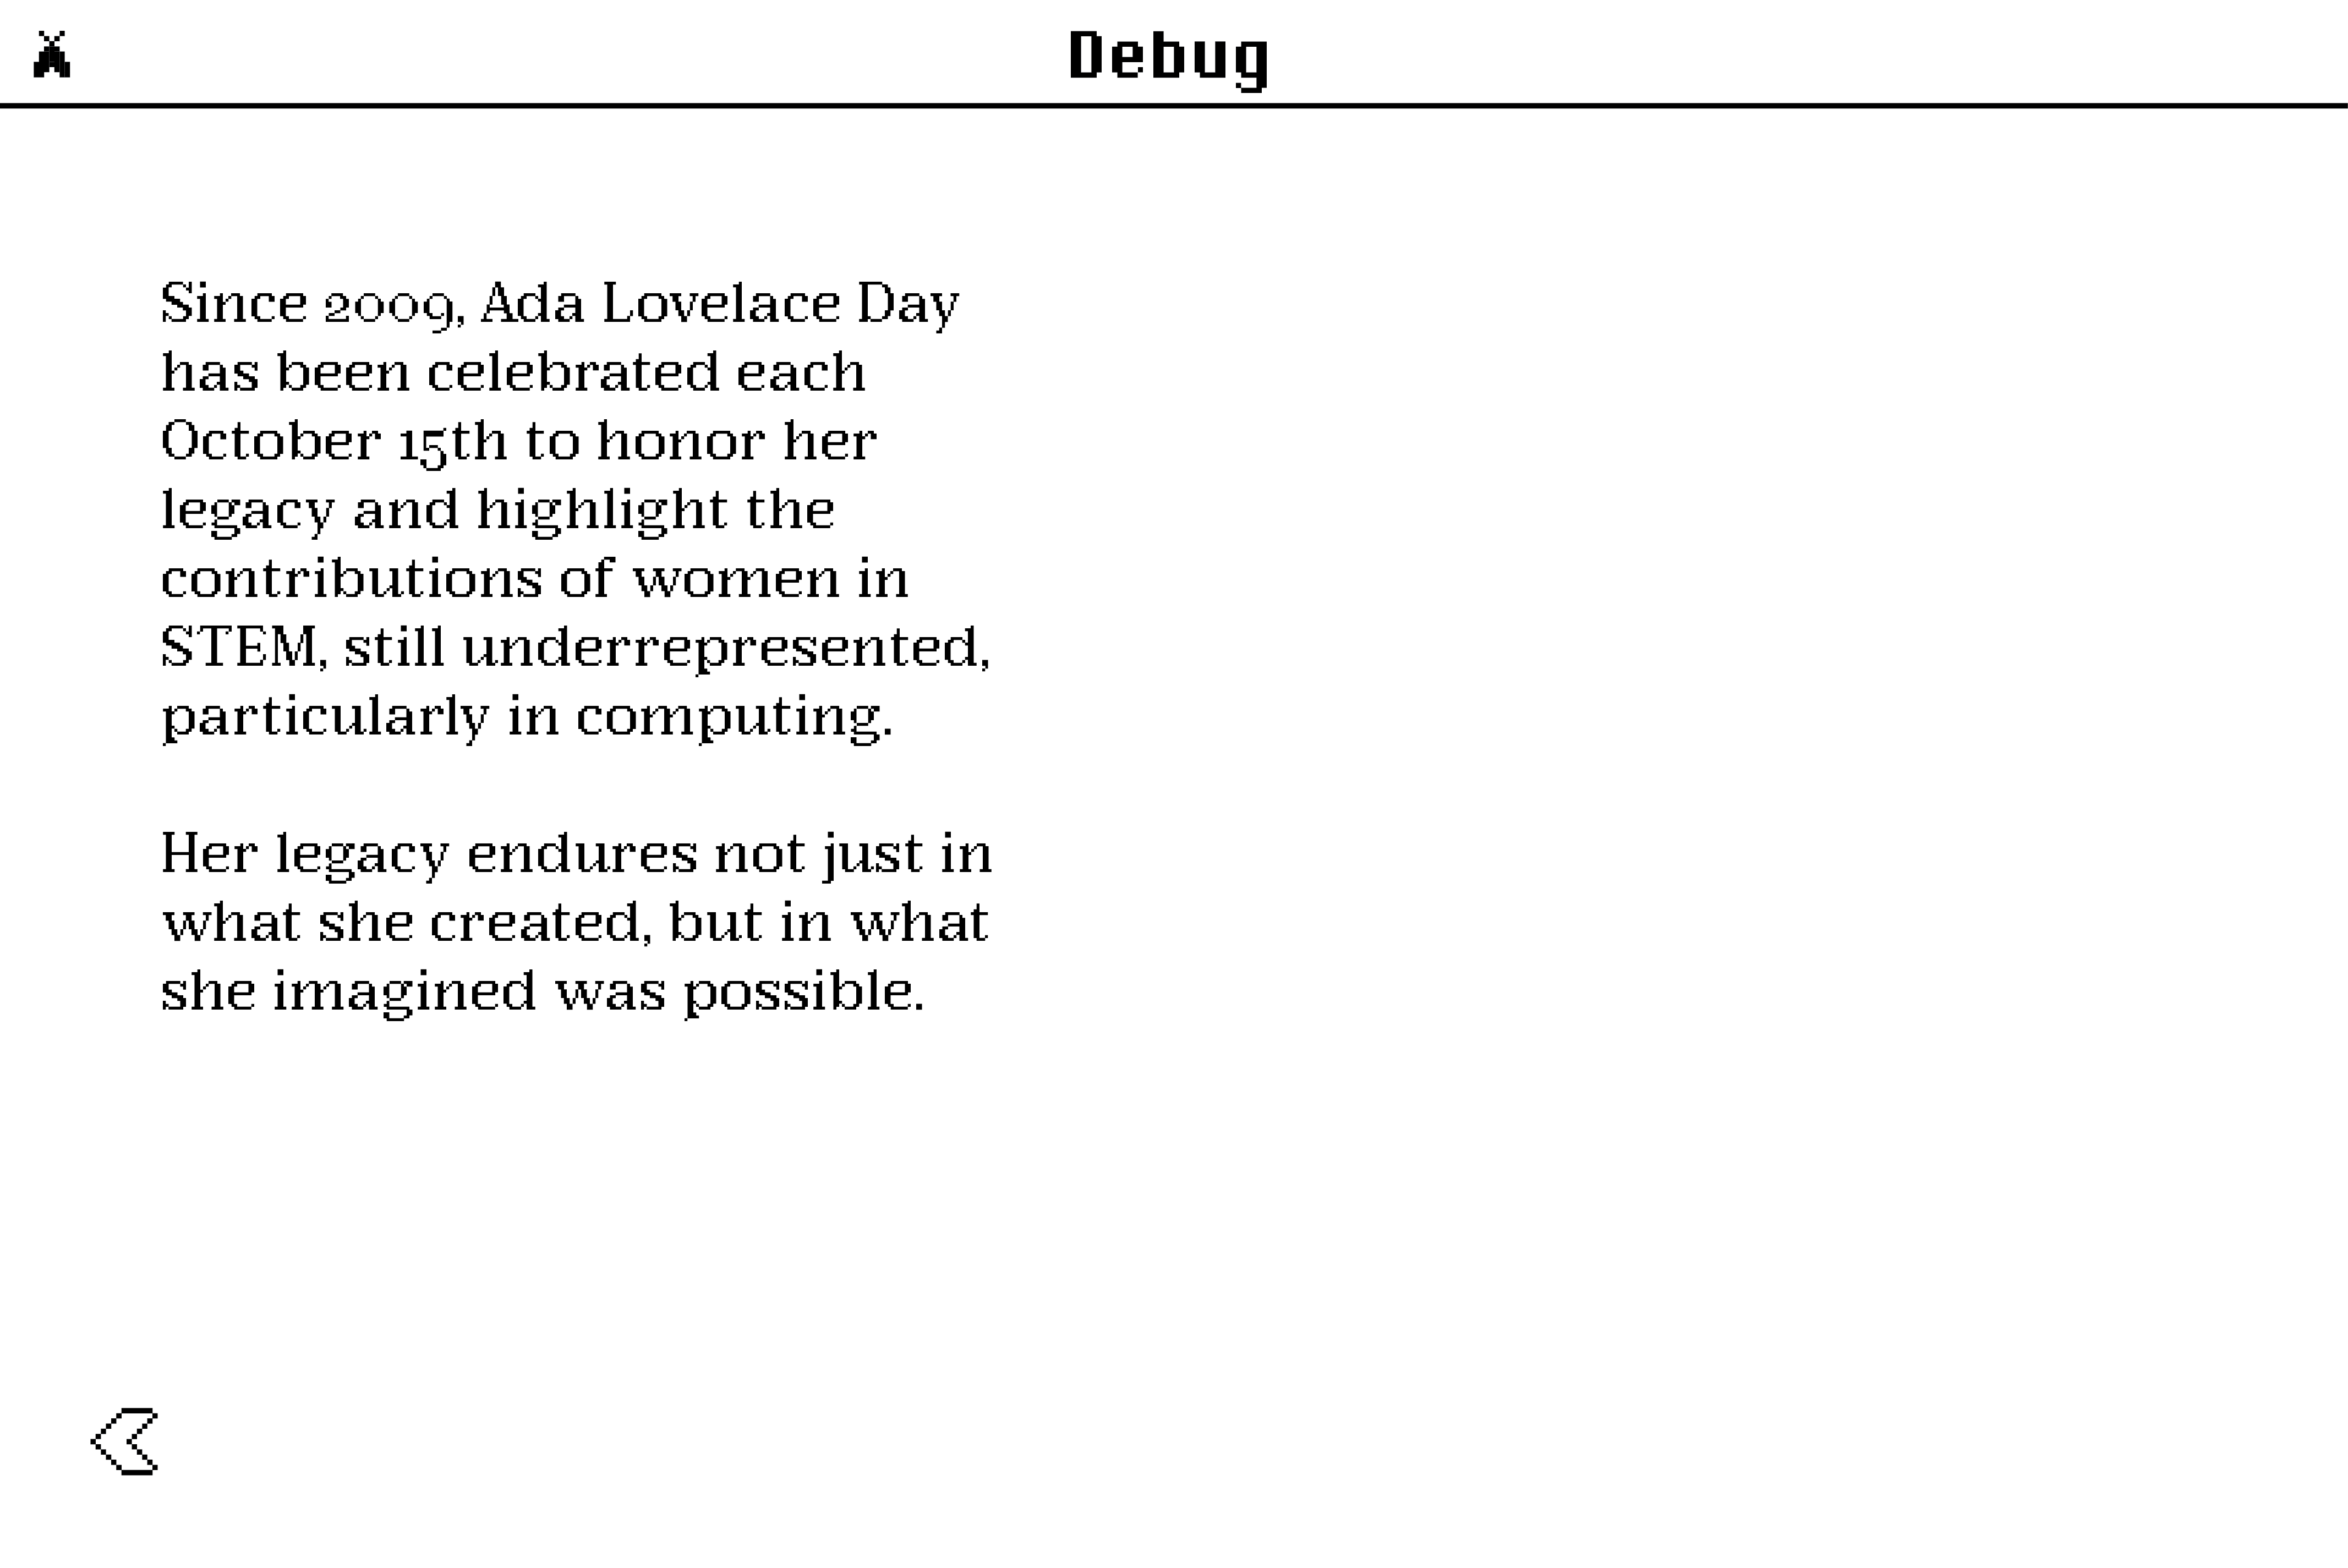 Debug
Since 2009, Ada Lovelace Day
has been celebrated each
October 15th to honor her
legacy and highlight the
contributions of women in
STEM, still underrepresented,
particularly in computing.
Her legacy endures not just in
what she created, but in what
she imagined was possible.